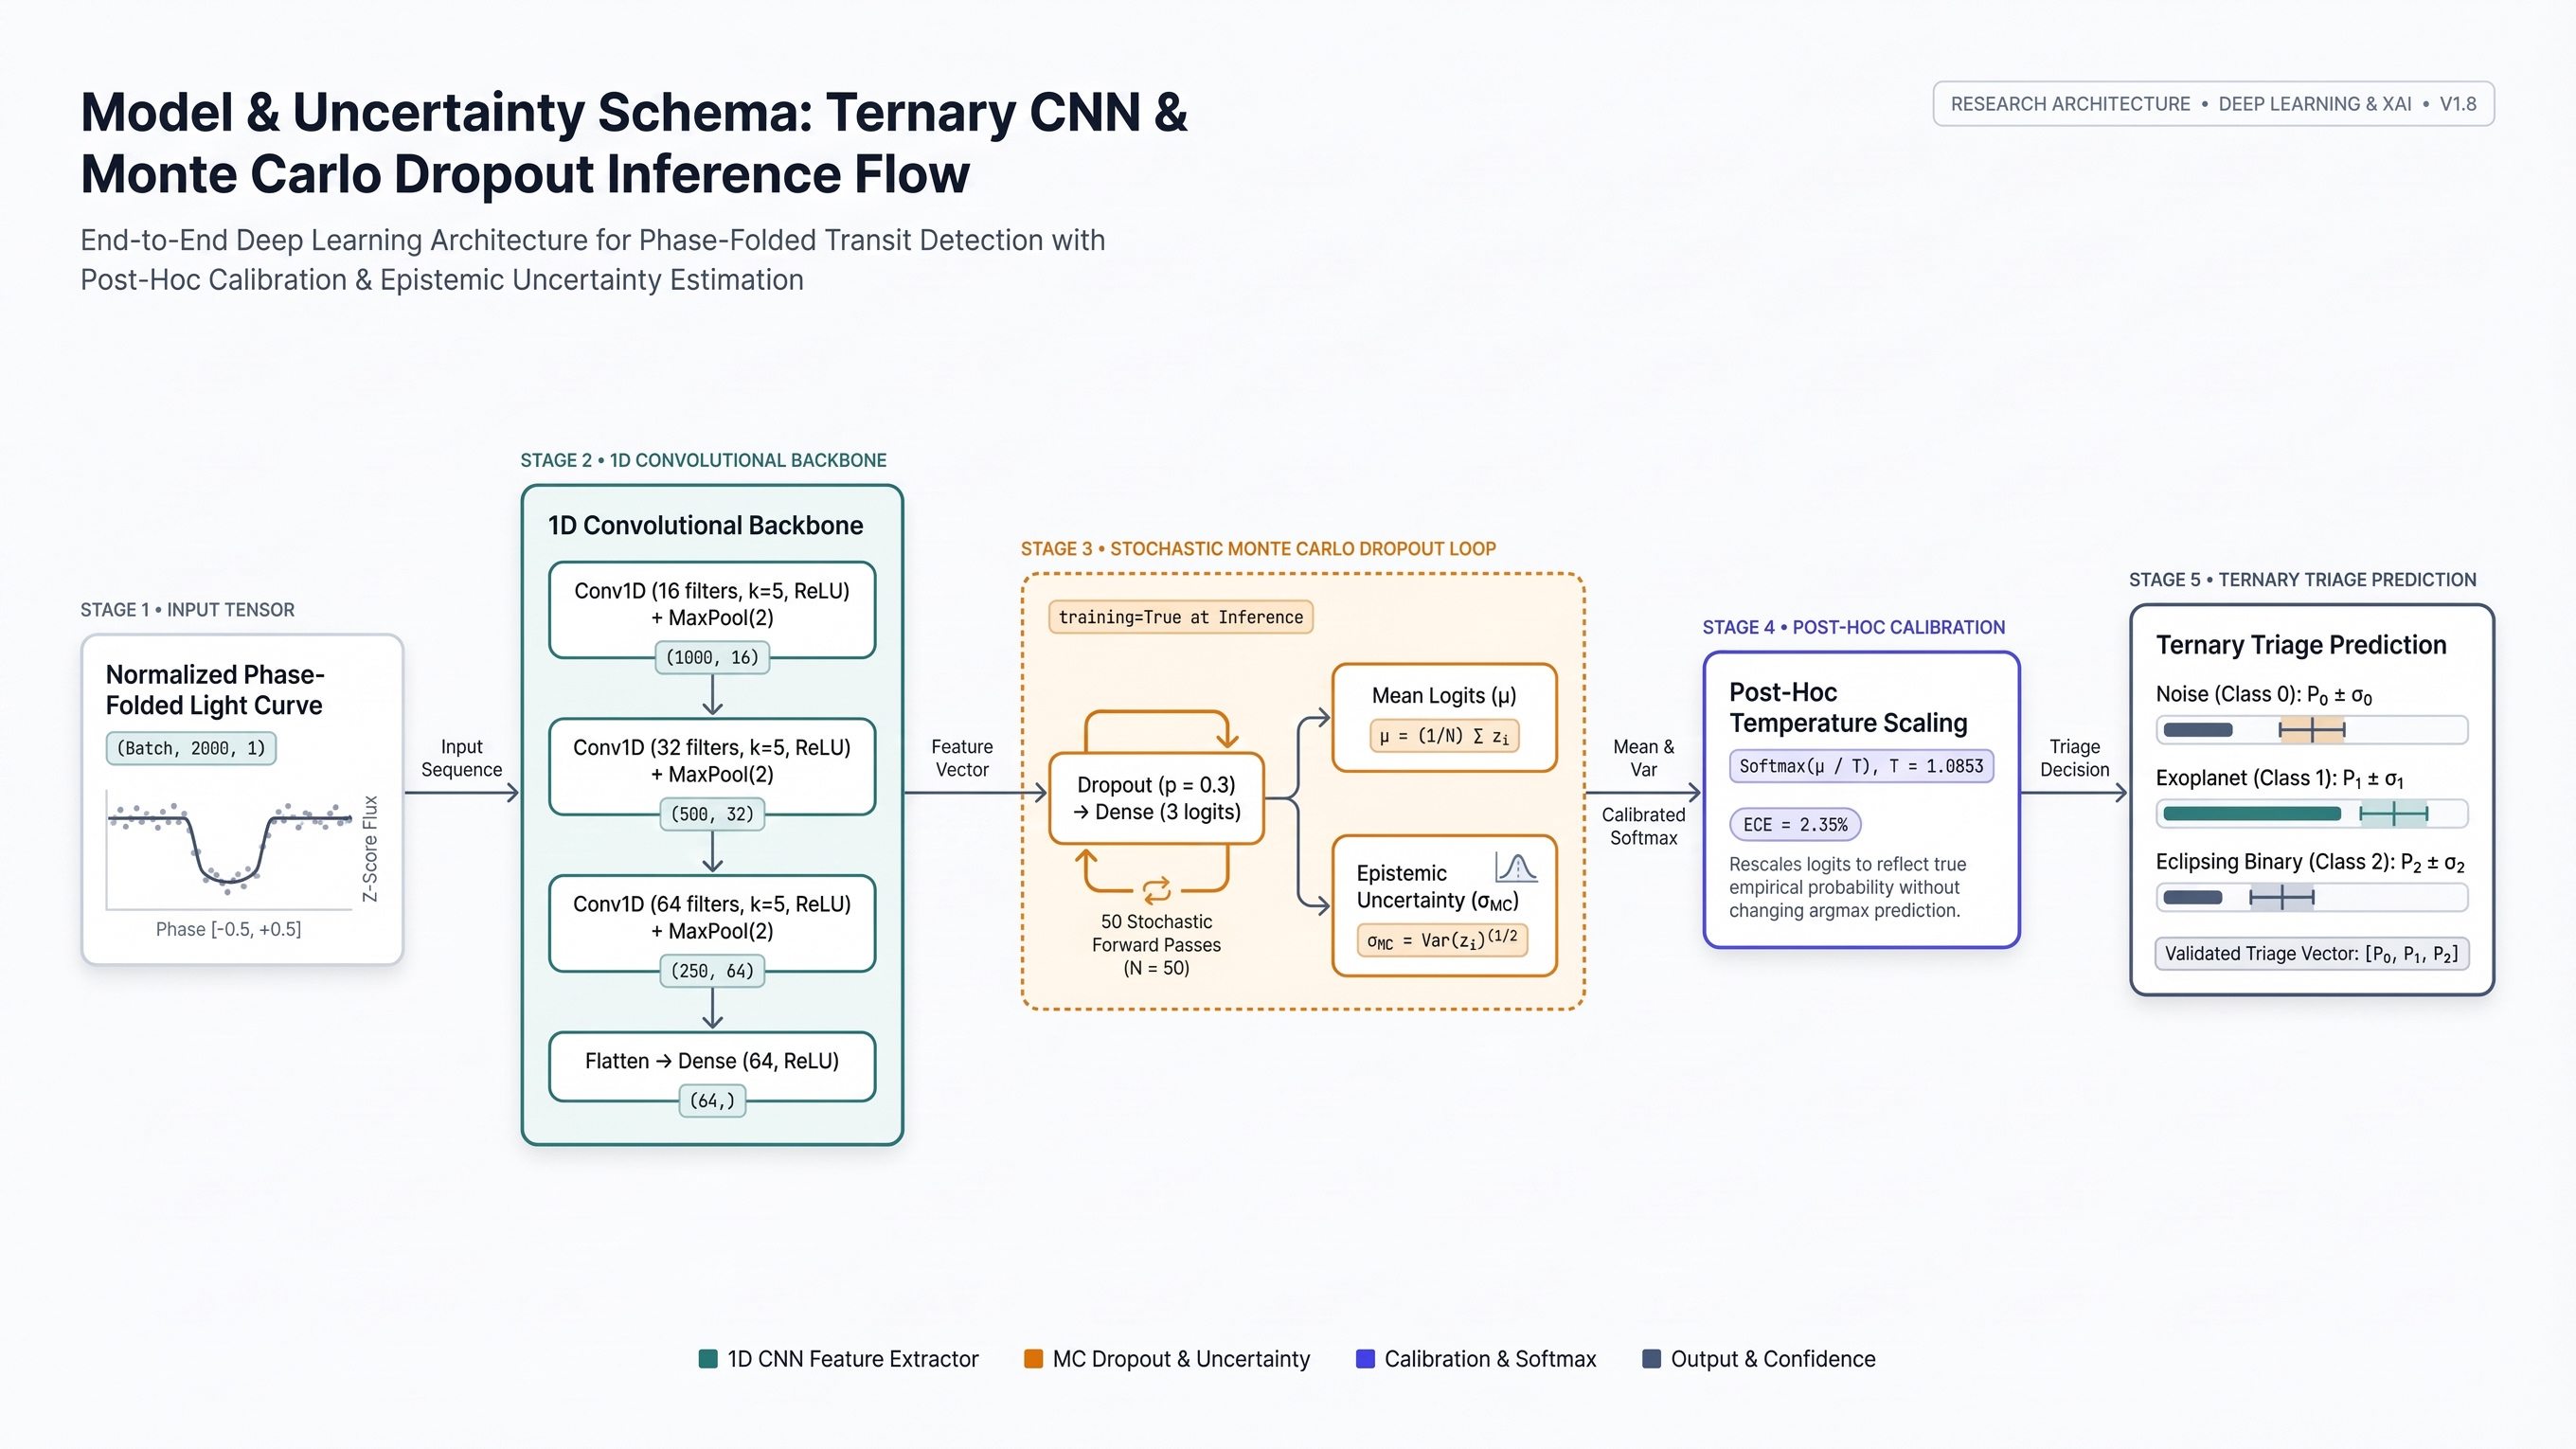 Model & Uncertainty Schema: Ternary CNN &
Monte Carlo Dropout Inference Flow
End-to-End Deep Learning Architecture for Phase-Folded Transit Detection with
Post-Hoc Calibration & Epistemic Uncertainty Estimation
RESEARCH ARCHITECTURE • DEEP LEARNING & XAI • V1.8
STAGE 1 • INPUT TENSOR
Normalized Phase-
Folded Light Curve
(Batch, 2000, 1)
Z-Score Flux
Phase [-0.5, +0.5]
Input
Sequence
STAGE 2 • 1D CONVOLUTIONAL BACKBONE
1D Convolutional Backbone
Conv1D (16 filters, k=5, ReLU)
+ MaxPool(2)
(1000, 16)
Conv1D (32 filters, k=5, ReLU)
+ MaxPool(2)
(500, 32)
Conv1D (64 filters, k=5, ReLU)
+ MaxPool(2)
(250, 64)
Flatten → Dense (64, ReLU)
(64,)
Feature
Vector
STAGE 3 • STOCHASTIC MONTE CARLO DROPOUT LOOP
training=True at Inference
Dropout (p = 0.3)
→ Dense (3 logits)
50 Stochastic
Forward Passes
(N = 50)
Mean Logits (μ)
μ = (1/N) ∑ zᵢ
Epistemic
Uncertainty (σMC)
σMC = Var(zᵢ)^(1/2
Mean &
Var
Calibrated
Softmax
STAGE 4 • POST-HOC CALIBRATION
Post-Hoc
Temperature Scaling
Softmax(μ / T), T = 1.0853
ECE = 2.35%
Rescales logits to reflect true
empirical probability without
changing argmax prediction.
Triage
Decision
STAGE 5 • TERNARY TRIAGE PREDICTION
Ternary Triage Prediction
Noise (Class 0): P₀ ± σ₀
Exoplanet (Class 1): P₁ ± σ₁
Eclipsing Binary (Class 2): P₂ ± σ₂
Validated Triage Vector: [P₀, P₁, P₂]
1D CNN Feature Extractor
MC Dropout & Uncertainty
Calibration & Softmax
Output & Confidence